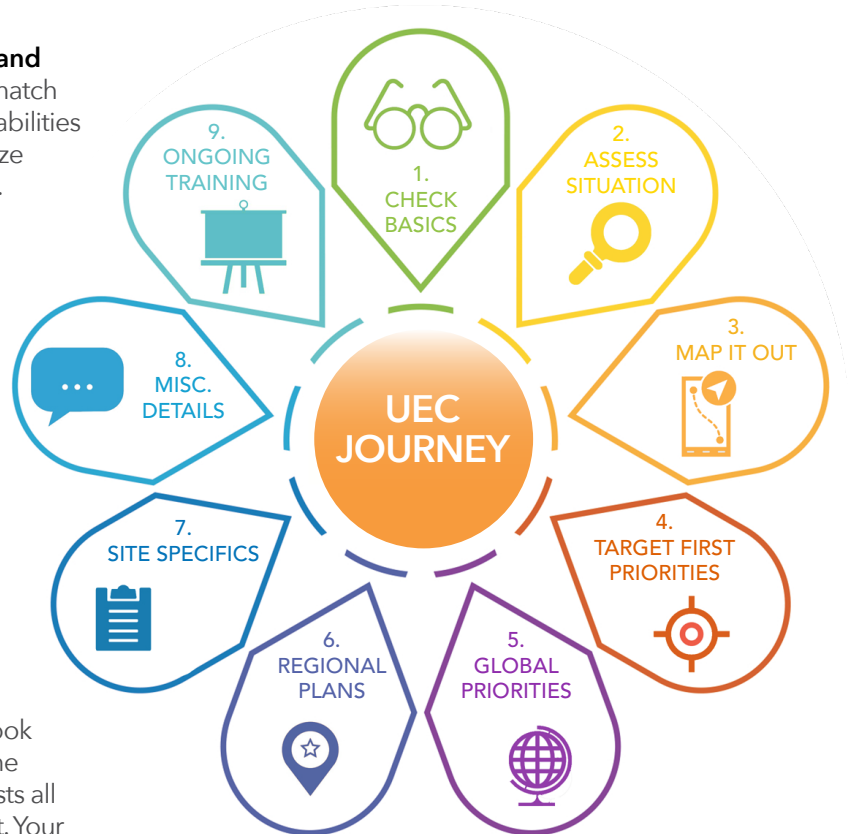 and
natch
abilities
ze
.
9.
ONGOING
TRAINING
1.
CHECK
BASICS
2.
ASSESS
SITUATION
3.
MAP IT OUT
8.
MISC.
DETAILS
UEC
JOURNEY
7.
SITE SPECIFICS
4.
TARGET FIRST
PRIORITIES
6.
REGIONAL
PLANS
5.
GLOBAL
PRIORITIES
ook
ne
sts all
t. Your